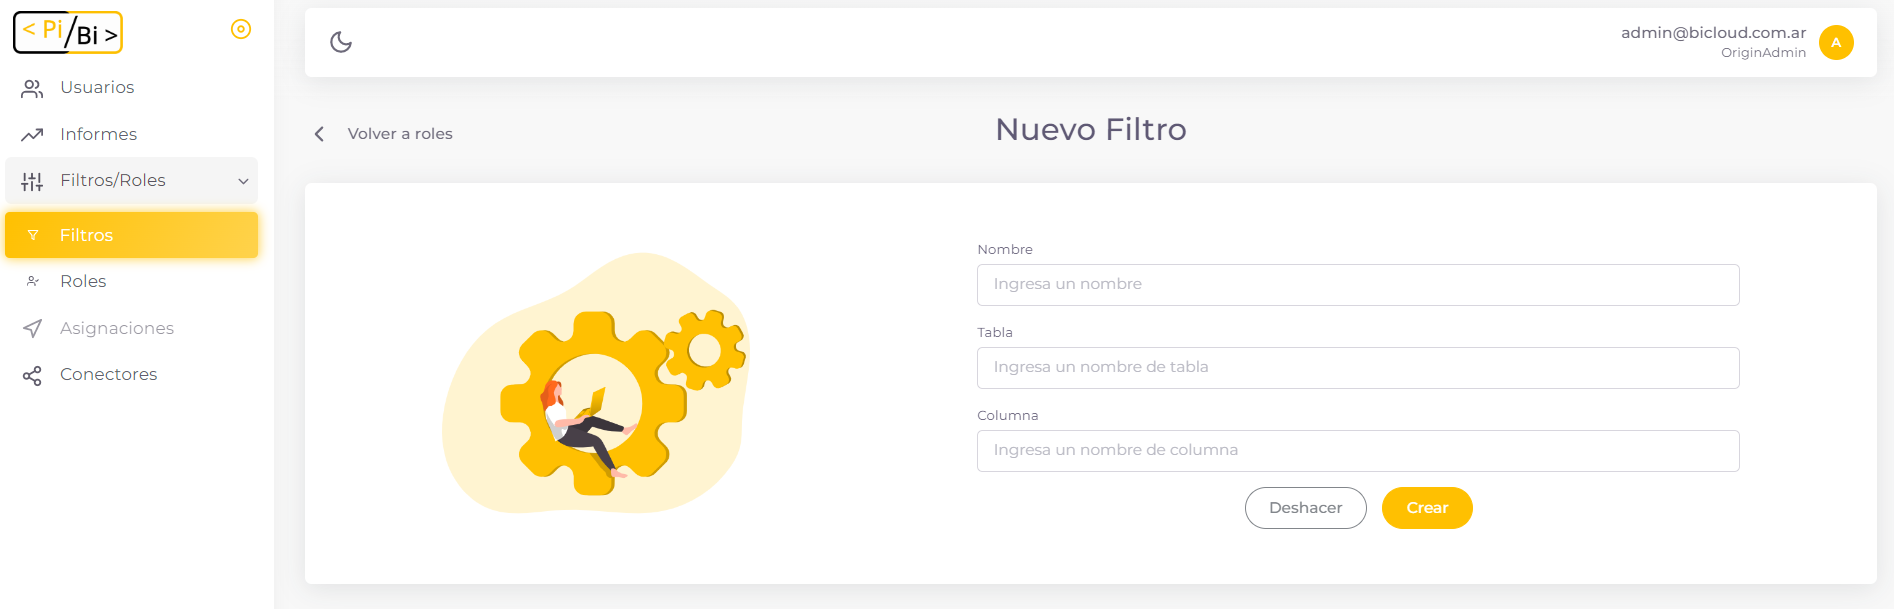 < Pi/Bi >
Usuarios
Informes
Filtros/Roles
Filtros
Roles
Asignaciones
Conectores
admin@bicloud.com.ar
OriginAdmin
A
Volver a roles
Nuevo Filtro
Nombre
Ingresa un nombre
Tabla
Ingresa un nombre de tabla
Columna
Ingresa un nombre de columna
Deshacer
Crear